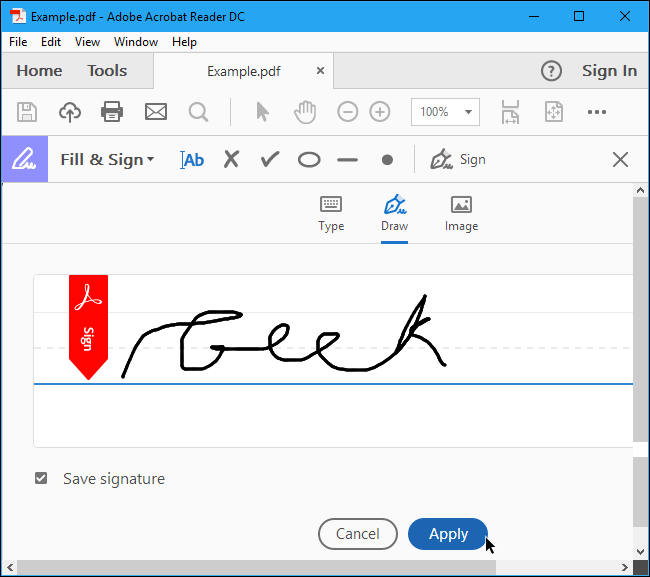 Example.pdf - Adobe Acrobat Reader DC
File Edit View Window Help
Home Tools Example.pdf × ? Sign In
100%
Fill & Sign Ab Sign
Type Draw Image
Sign
Geek
Save signature
Cancel Apply